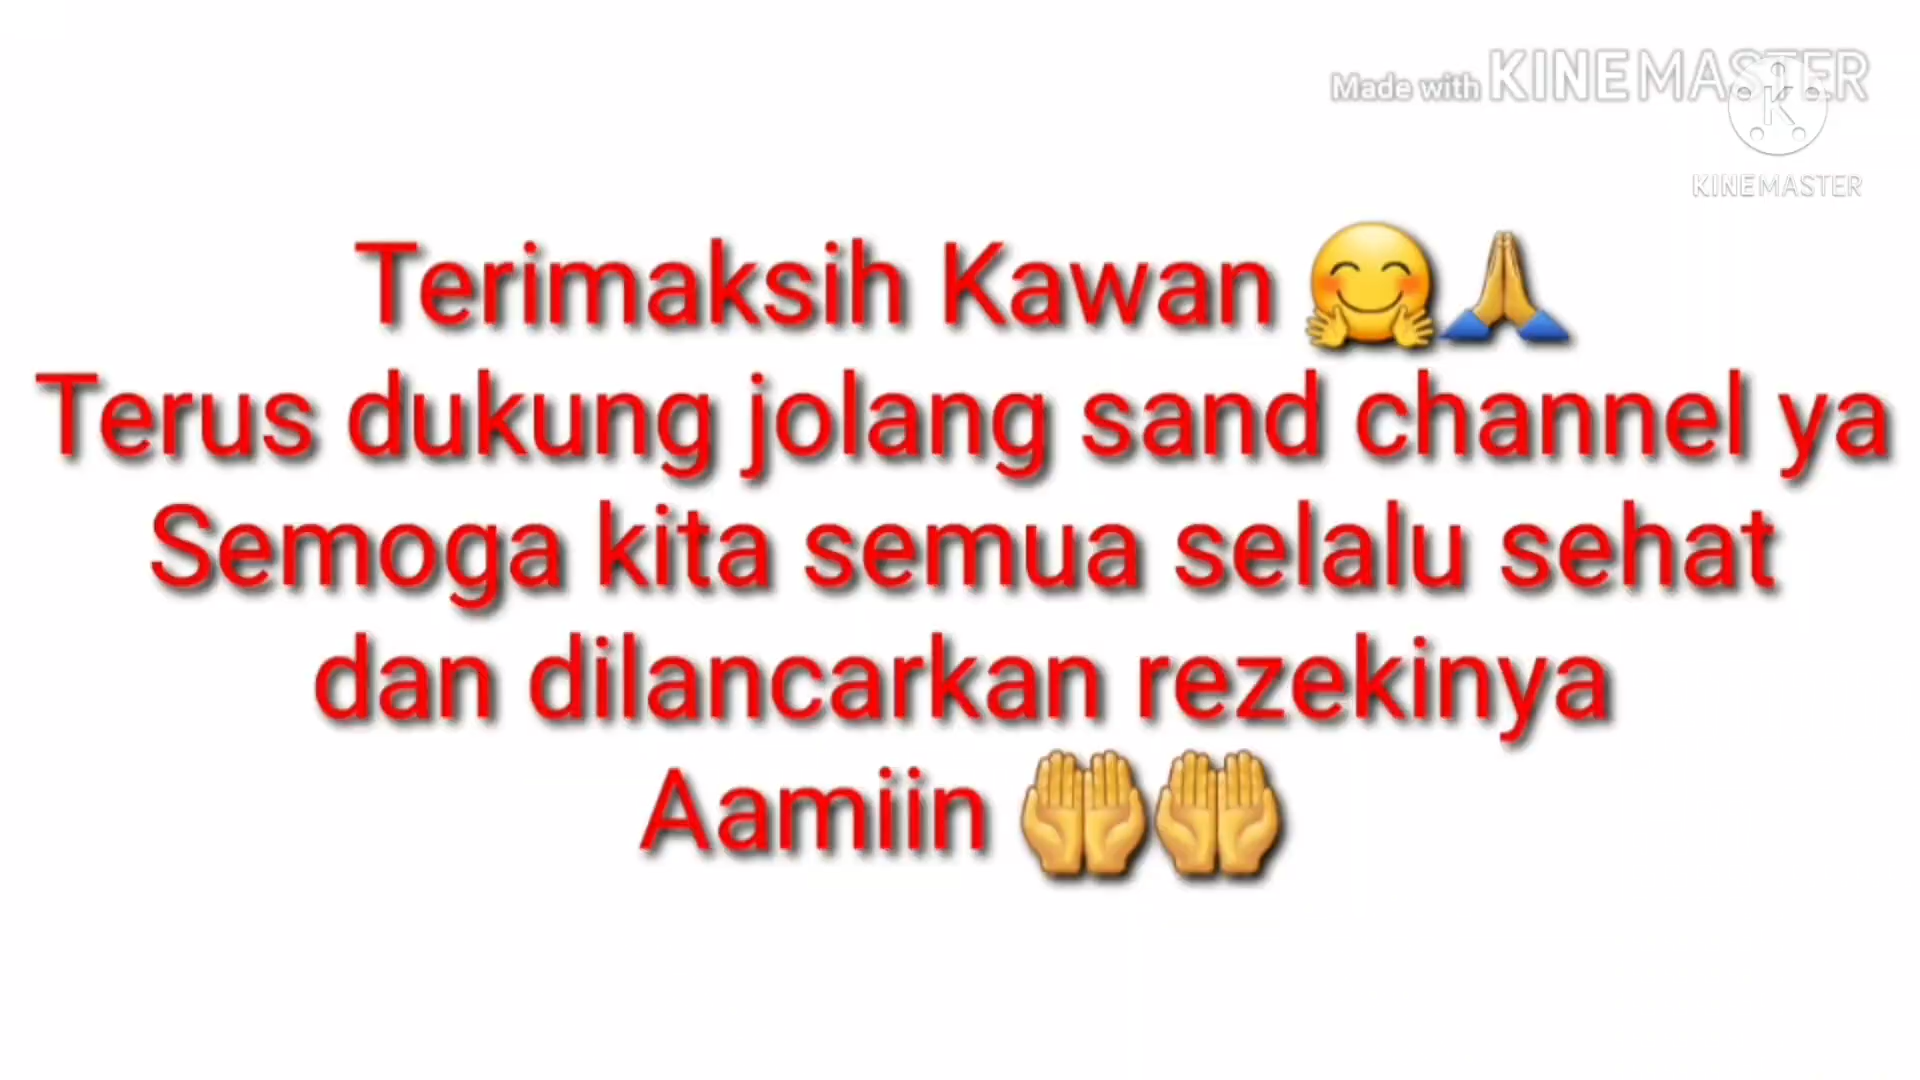 Made with KINEMASTER
K
KINEMASTER
Terimaksih Kawan 🤗🙏
Terus dukung jolang sand channel ya
Semoga kita semua selalu sehat
dan dilancarkan rezekinya
Aamiin 🤲🤲